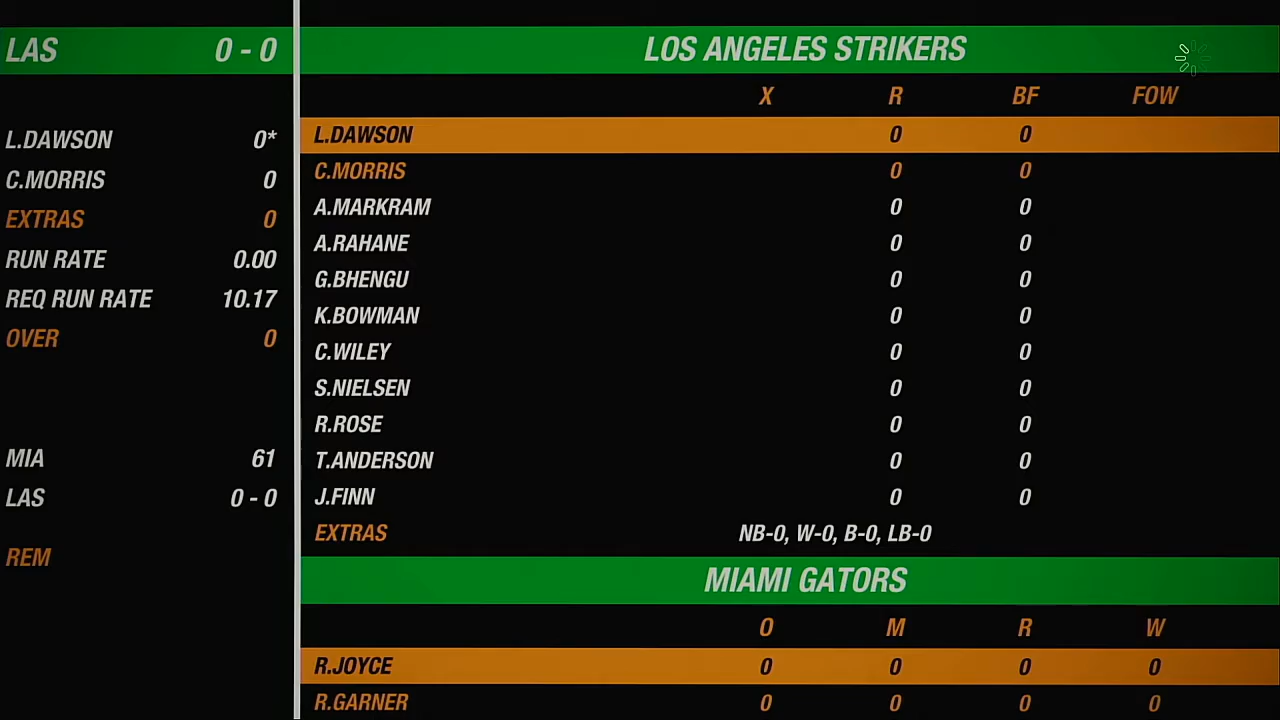 LAS 0 - 0
L.DAWSON 0*
C.MORRIS 0
EXTRAS 0
RUN RATE 0.00
REQ RUN RATE 10.17
OVER 0
MIA 61
LAS 0 - 0
REM
LOS ANGELES STRIKERS
X R BF FOW
L.DAWSON 0 0
C.MORRIS 0 0
A.MARKRAM 0 0
A.RAHANE 0 0
G.BHENGU 0 0
K.BOWMAN 0 0
C.WILEY 0 0
S.NIELSEN 0 0
R.ROSE 0 0
T.ANDERSON 0 0
J.FINN 0 0
EXTRAS NB-0, W-0, B-0, LB-0
MIAMI GATORS
O M R W
R.JOYCE 0 0 0 0
R.GARNER 0 0 0 0